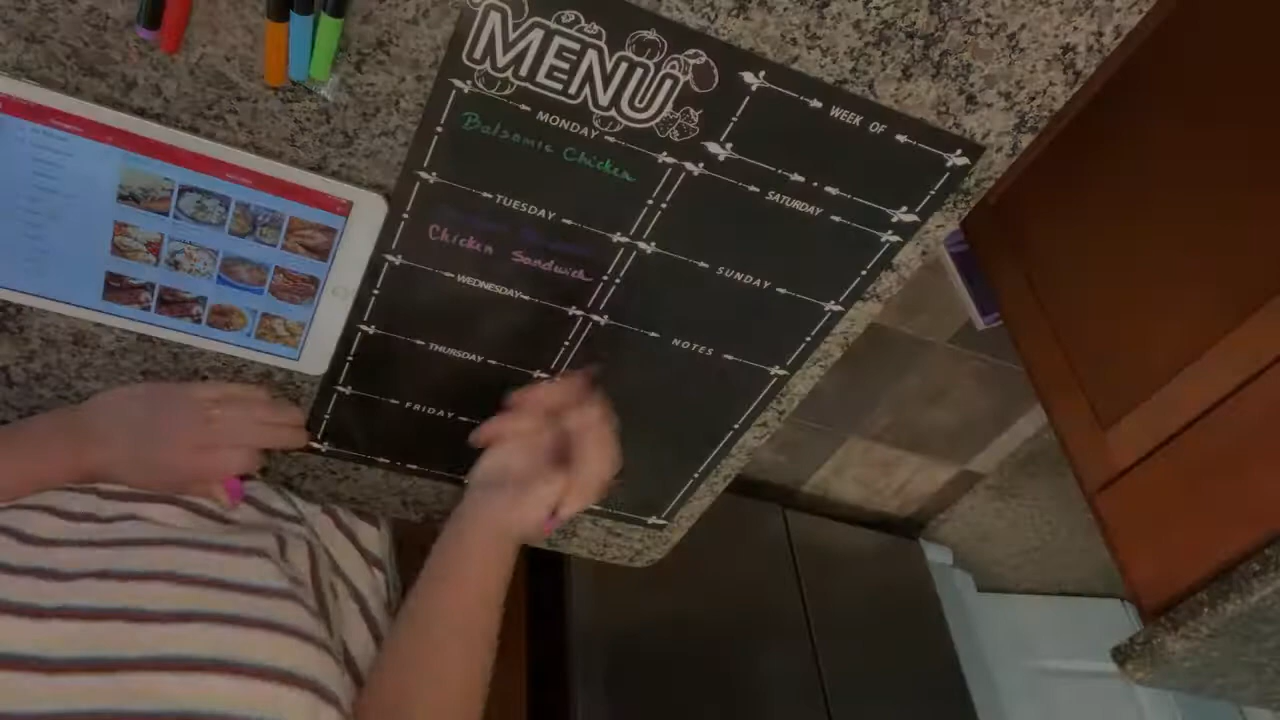 MENU
WEEK OF
MONDAY
Balsamic Chicken
TUESDAY
Chicken Sandwich
WEDNESDAY
THURSDAY
FRIDAY
SATURDAY
SUNDAY
NOTES